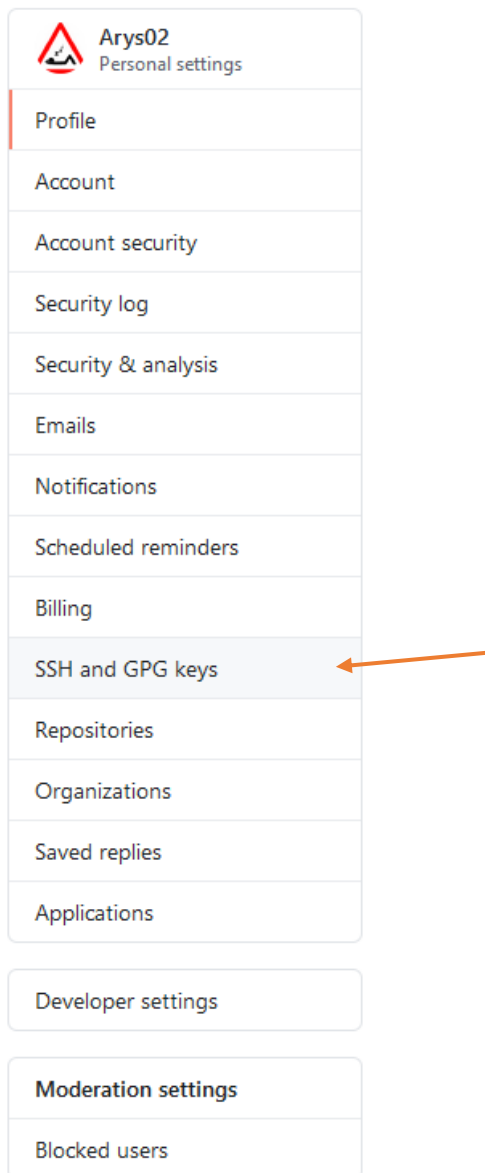 Arys02
Personal settings
Profile
Account
Account security
Security log
Security & analysis
Emails
Notifications
Scheduled reminders
Billing
SSH and GPG keys
Repositories
Organizations
Saved replies
Applications
Developer settings
Moderation settings
Blocked users